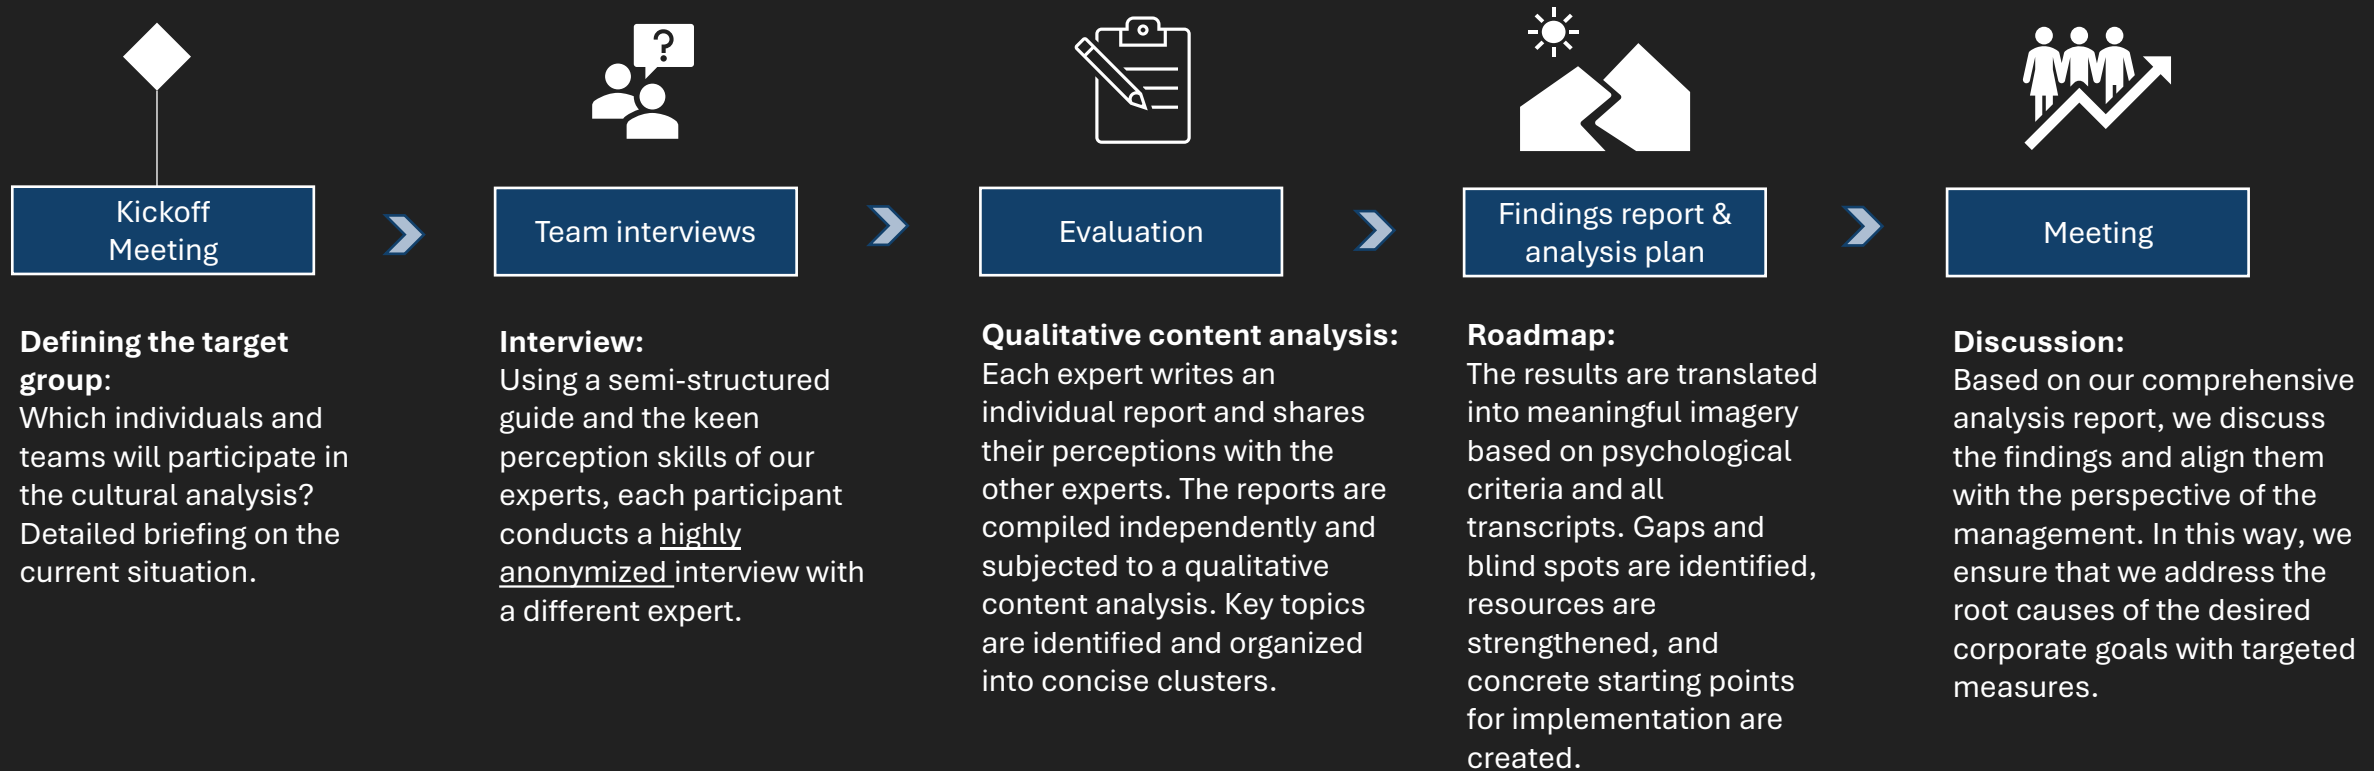 ?
Kickoff
Meeting
Team interviews
Evaluation
Findings report &
analysis plan
Meeting
Defining the target
group:
Which individuals and
teams will participate in
the cultural analysis?
Detailed briefing on the
current situation.
Interview:
Using a semi-structured
guide and the keen
perception skills of our
experts, each participant
conducts a highly
anonymized interview with
a different expert.
Qualitative content analysis:
Each expert writes an
individual report and shares
their perceptions with the
other experts. The reports are
compiled independently and
subjected to a qualitative
content analysis. Key topics
are identified and organized
into concise clusters.
Roadmap:
The results are translated
into meaningful imagery
based on psychological
criteria and all
transcripts. Gaps and
blind spots are identified,
resources are
strengthened, and
concrete starting points
for implementation are
created.
Discussion:
Based on our comprehensive
analysis report, we discuss
the findings and align them
with the perspective of the
management. In this way, we
ensure that we address the
root causes of the desired
corporate goals with targeted
measures.